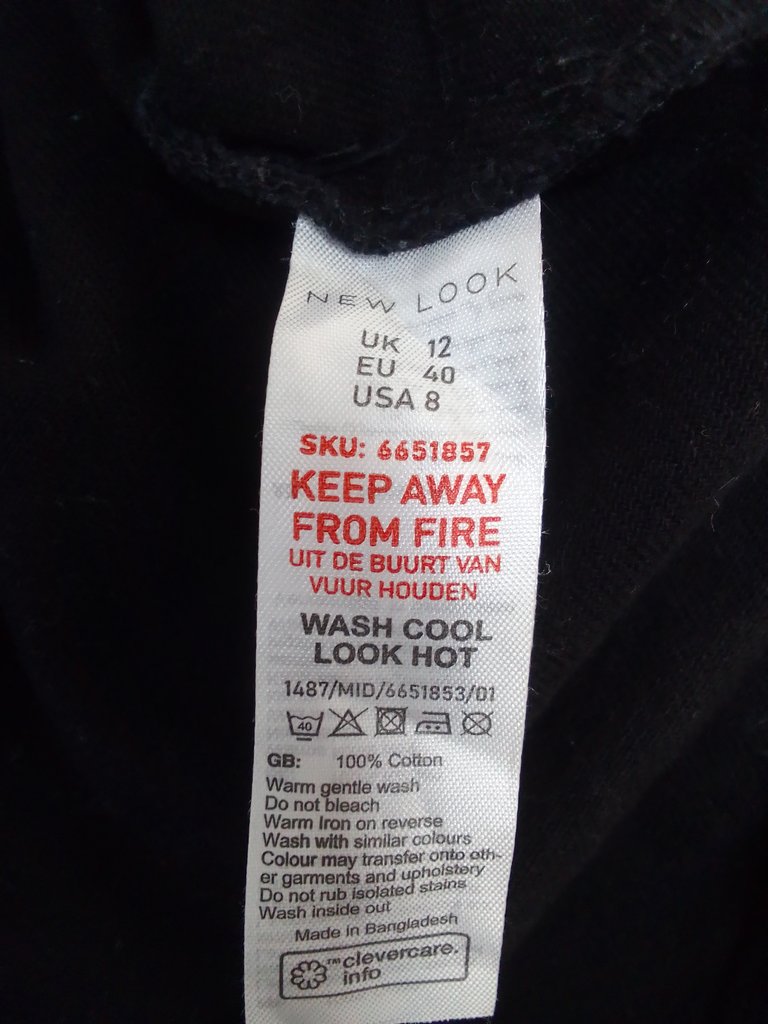 NEW LOOK
UK 12
EU 40
USA 8
SKU: 6651857
KEEP AWAY
FROM FIRE
UIT DE BUURT VAN
VUUR HOUDEN
WASH COOL
LOOK HOT
1487/MID/6651853/01
40
GB: 100% Cotton
Warm gentle wash
Do not bleach
Warm Iron on reverse
Wash with similar colours
Colour may transfer onto oth-
er garments and upholstery
Do not rub isolated stains
Wash inside out
Made in Bangladesh
™clevercare.
info